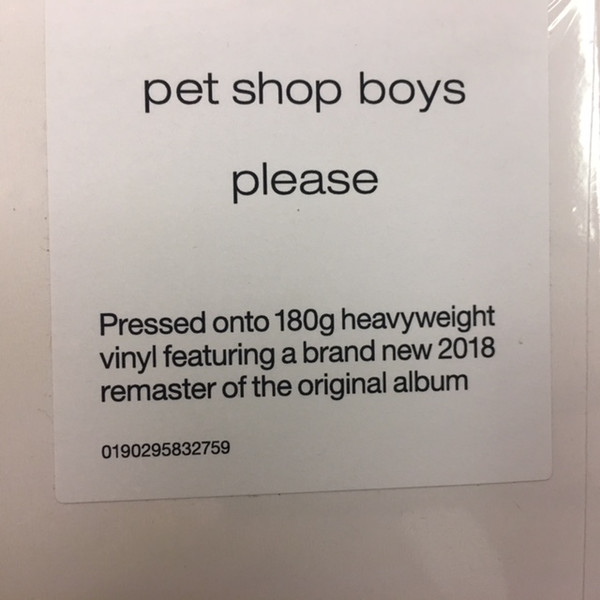 pet shop boys
please
Pressed onto 180g heavyweight
vinyl featuring a brand new 2018
remaster of the original album
0190295832759